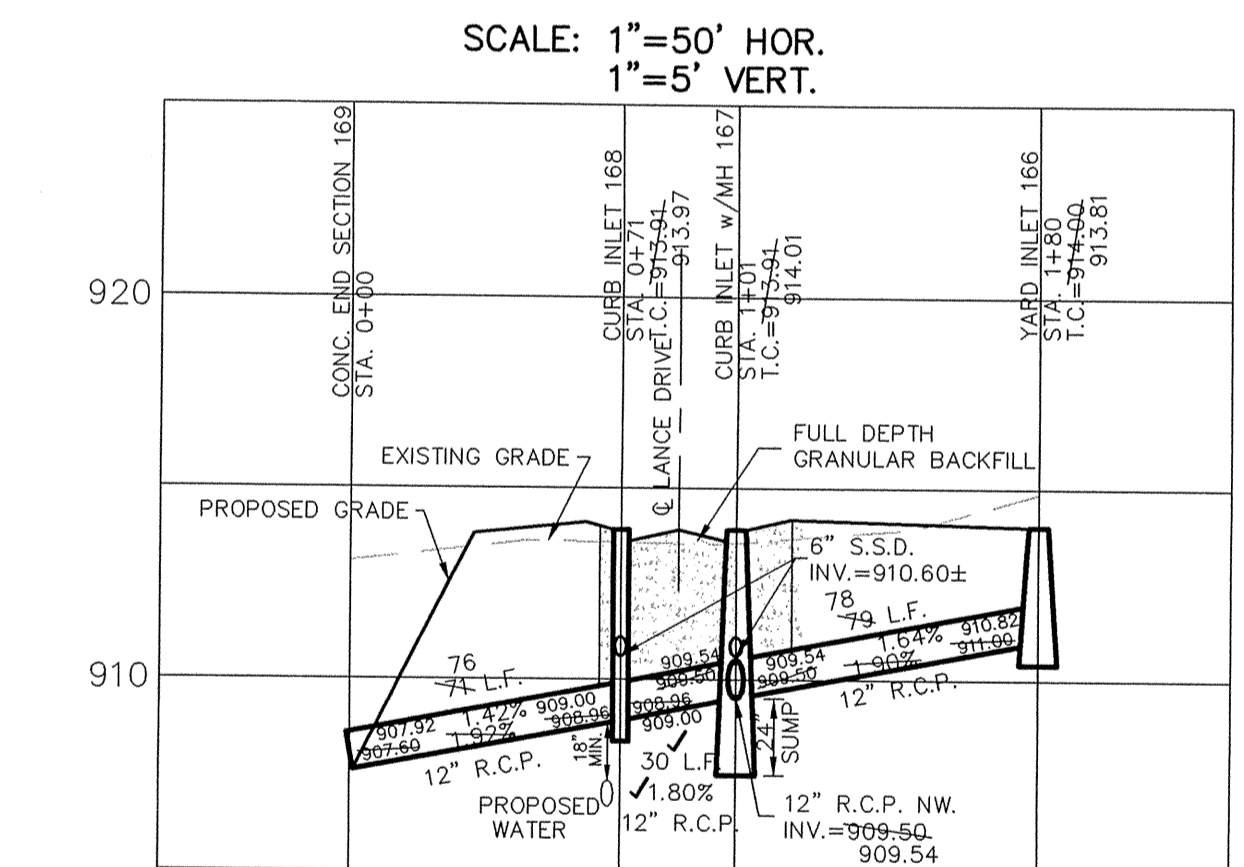 SCALE: 1"=50' HOR.
1"=5' VERT.
CONC. END SECTION 169
STA. 0+00
CURB INLET 168
STA. 0+71
T.C.=913.91
913.97
℄ LANCE DRIVE
CURB INLET w/MH 167
STA. 1+01
T.C.=913.91
914.01
YARD INLET 166
STA. 1+80
T.C.=914.00
913.81
920
EXISTING GRADE
PROPOSED GRADE
FULL DEPTH
GRANULAR BACKFILL
6" S.S.D.
INV.=910.60±
910
76
71 L.F.
907.92
907.60
1.42%
1.92%
909.00
908.96
12" R.C.P.
18"
MIN.
PROPOSED
WATER
909.54
909.50
908.96
909.00
30 L.F.
✓
✓1.80%
12" R.C.P.
78
79 L.F.
909.54
909.50
1.64%
1.90%
910.82
911.00
12" R.C.P.
24"
SUMP
12" R.C.P. NW.
INV.=909.50
909.54